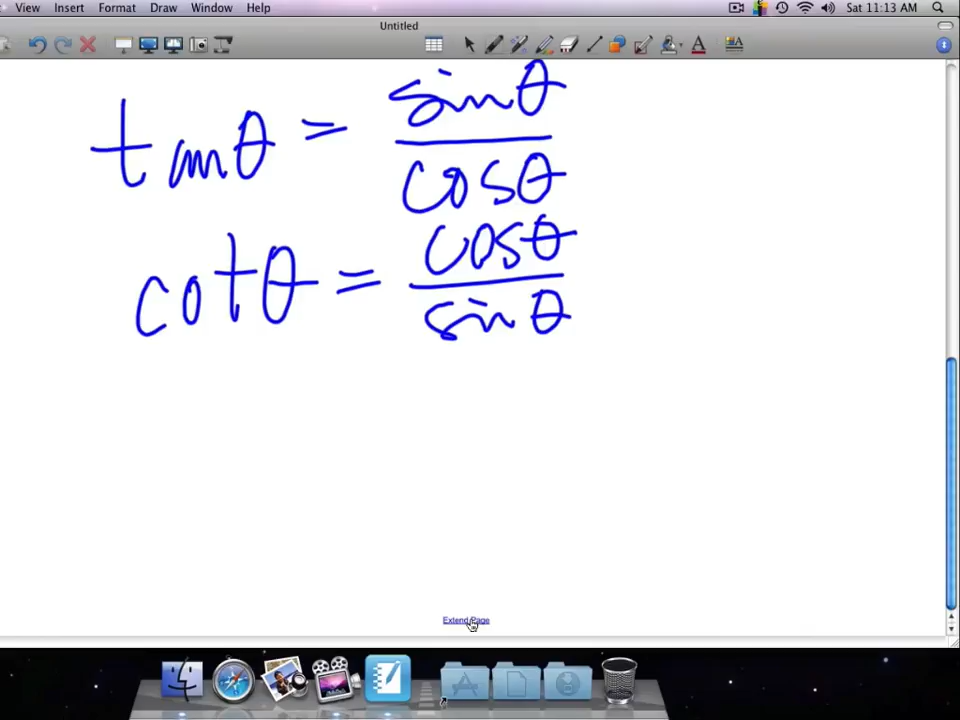 View Insert Format Draw Window Help Sat 11:13 AM
Untitled
tanθ = sinθ/cosθ
cotθ = cosθ/sinθ
Extend Page